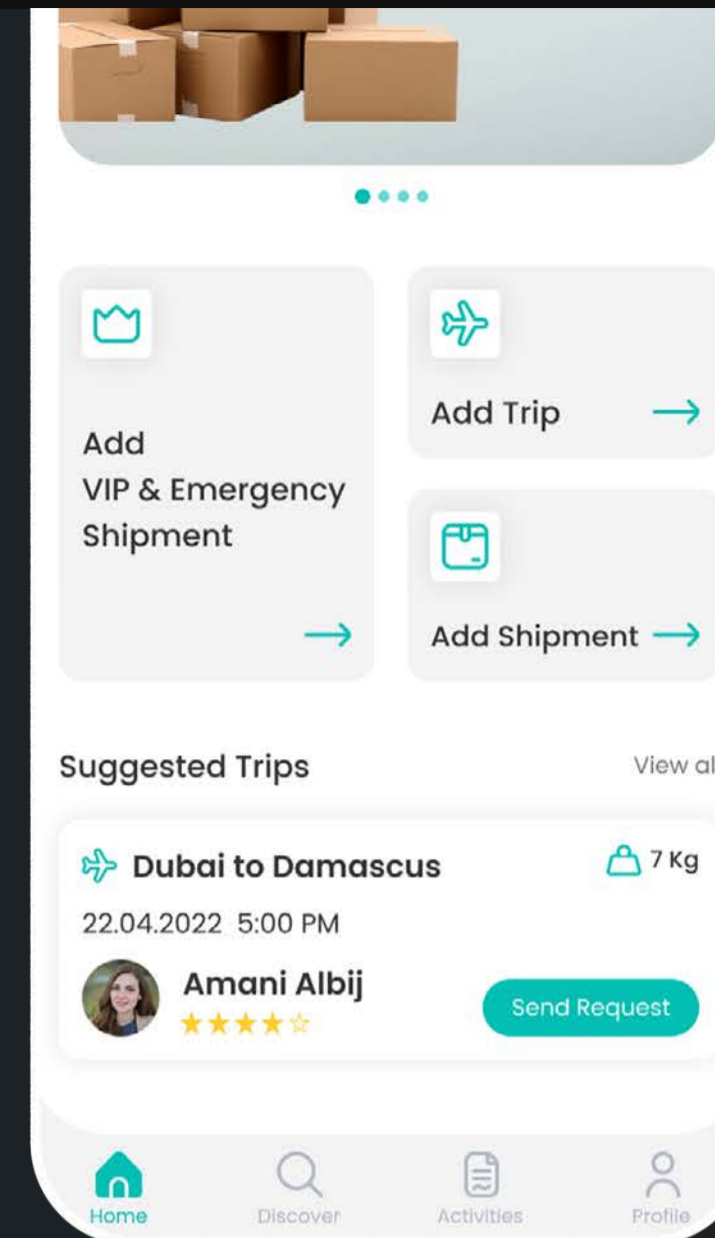 Add
VIP & Emergency
Shipment
Add Trip
Add Shipment
Suggested Trips
View al
Dubai to Damascus
7 Kg
22.04.2022 5:00 PM
Amani Albij
Send Request
Home
Discover
Activities
Profile